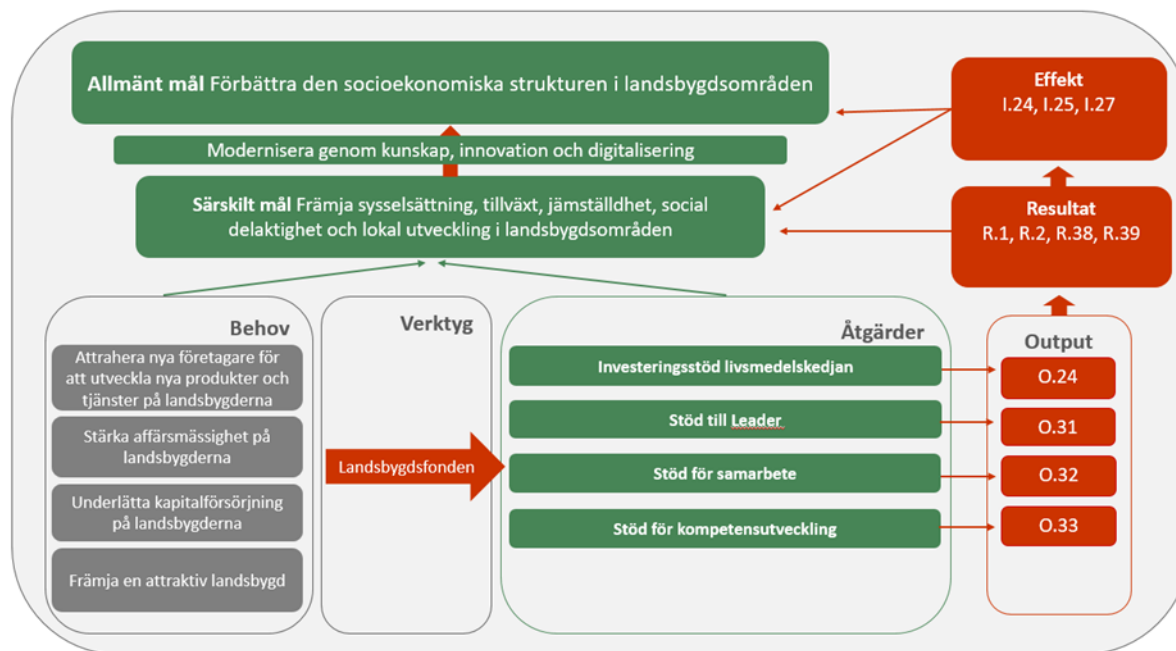 Allmänt mål Förbättra den socioekonomiska strukturen i landsbygdsområden
Modernisera genom kunskap, innovation och digitalisering
Särskilt mål Främja sysselsättning, tillväxt, jämställdhet, social
delaktighet och lokal utveckling i landsbygdsområden
Effekt
I.24, I.25, I.27
Resultat
R.1, R.2, R.38, R.39
Behov
Attrahera nya företagare för
att utveckla nya produkter och
tjänster på landsbygderna
Stärka affärsmässighet på
landsbygderna
Underlätta kapitalförsörjning
på landsbygderna
Främja en attraktiv landsbygd
Verktyg
Landsbygdsfonden
Åtgärder
Investeringsstöd livsmedelskedjan
Stöd till Leader
Stöd för samarbete
Stöd för kompetensutveckling
Output
O.24
O.31
O.32
O.33